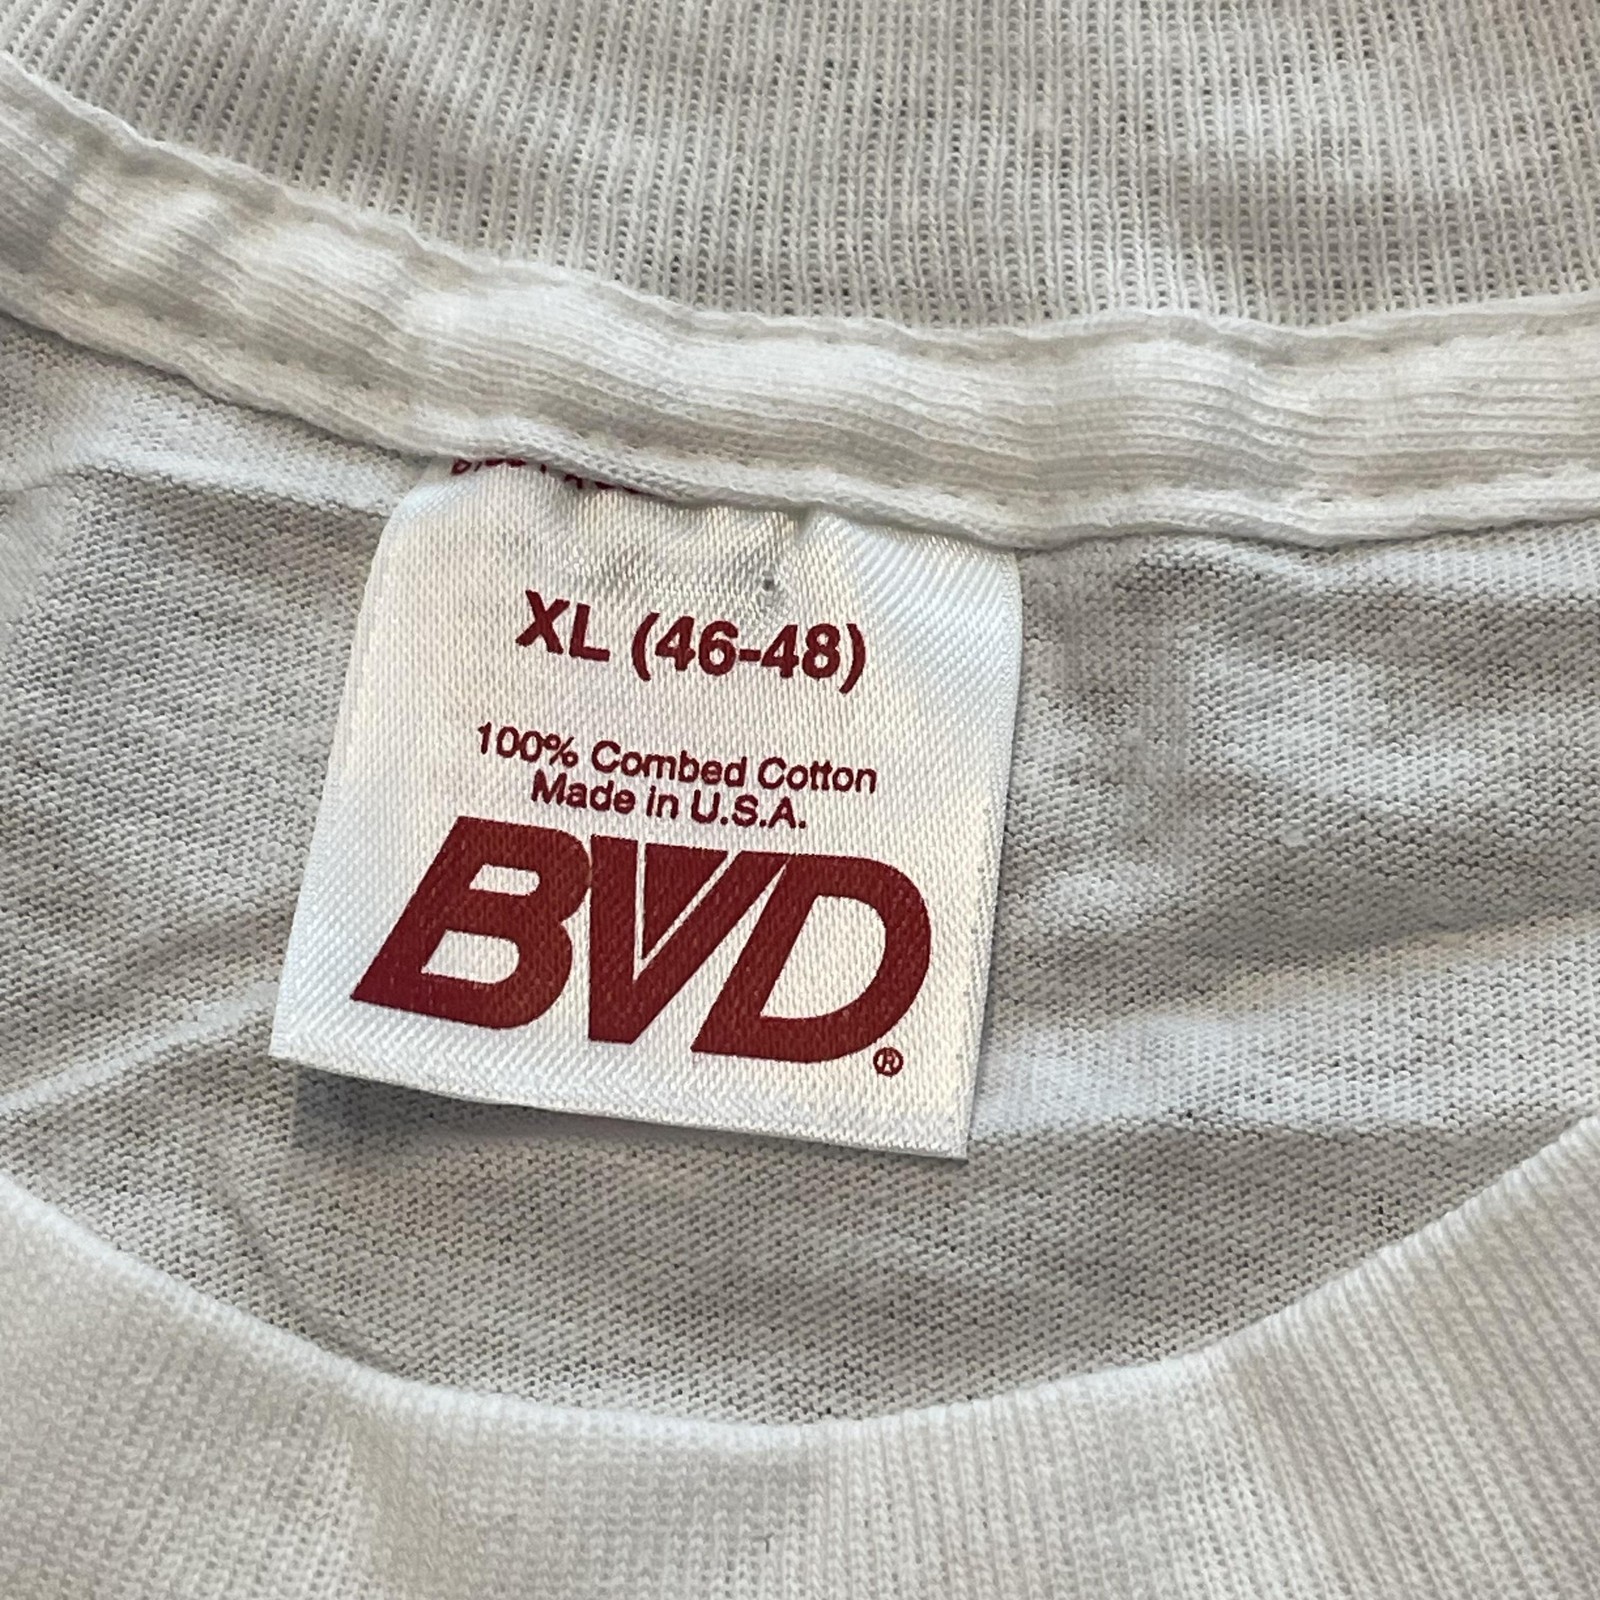 XL (46-48)
100% Combed Cotton
Made in U.S.A.
BVD®